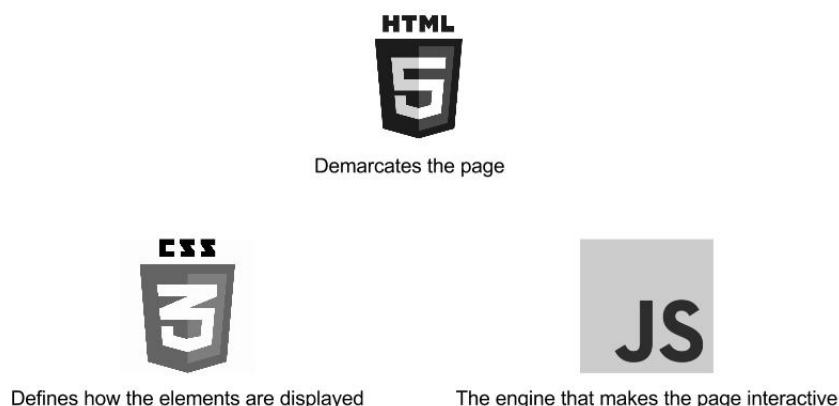 HTML
5
Demarcates the page
CSS
3
Defines how the elements are displayed
JS
The engine that makes the page interactive